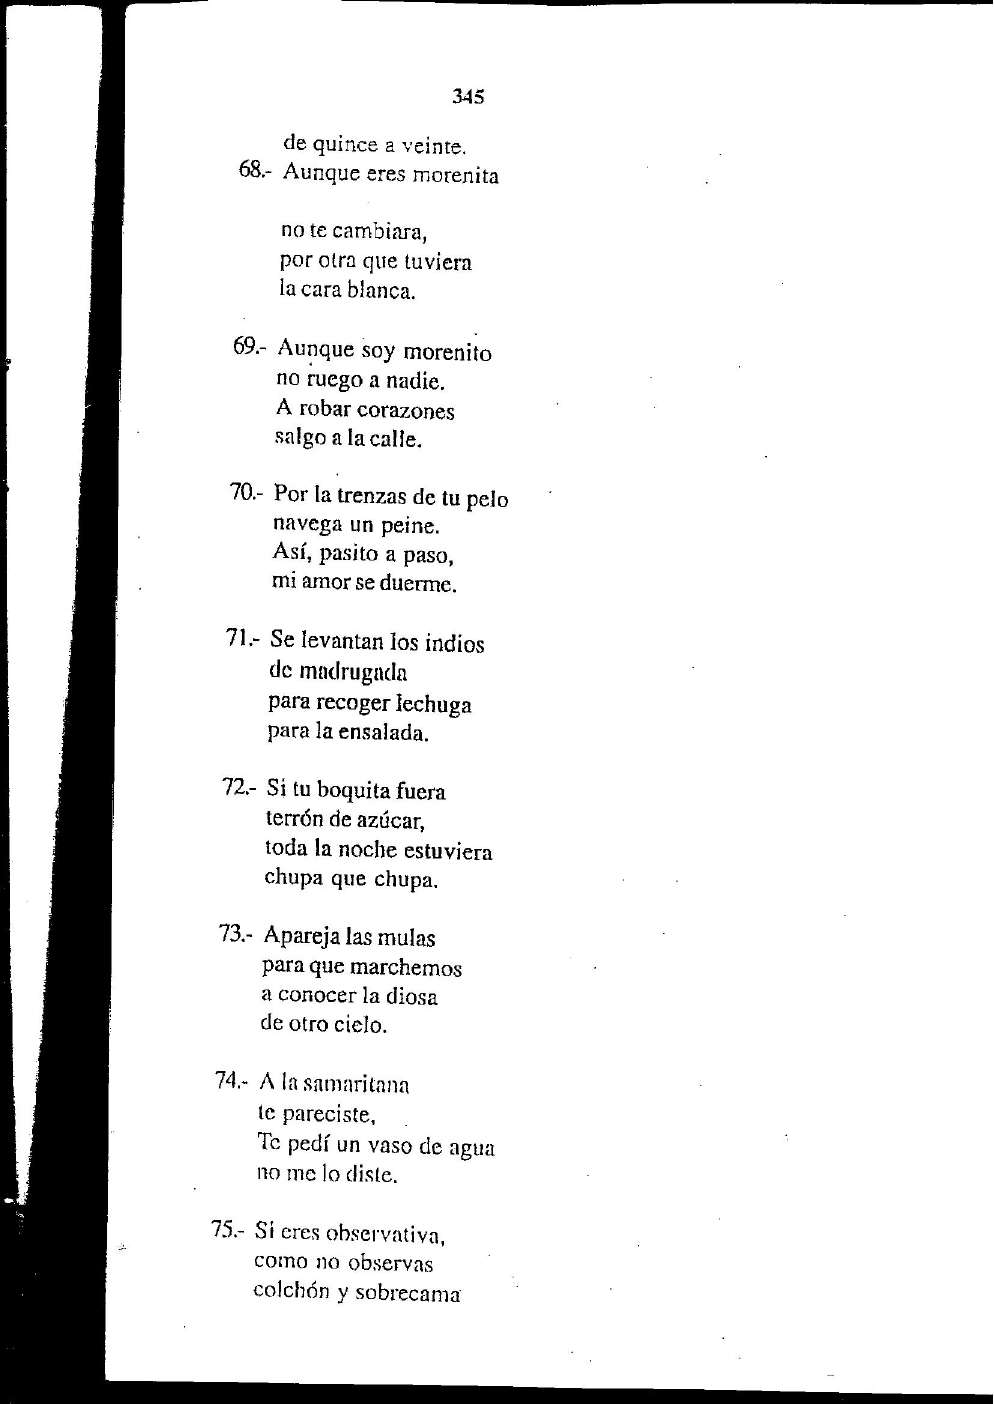 345
de quince a veinte.
68.- Aunque eres morenita
no te cambiara,
por otra que tuviera
la cara blanca.
69.- Aunque soy morenito
no ruego a nadie.
A robar corazones
salgo a la calle.
70.- Por la trenzas de tu pelo
navega un peine.
Así, pasito a paso,
mi amor se duerme.
71.- Se levantan los indios
de madrugada
para recoger lechuga
para la ensalada.
72.- Si tu boquita fuera
terrón de azúcar,
toda la noche estuviera
chupa que chupa.
73.- Apareja las mulas
para que marchemos
a conocer la diosa
de otro cielo.
74.- A la samaritana
te pareciste,
Te pedí un vaso de agua
no me lo diste.
75.- Si eres observativa,
como no observas
colchón y sobrecama